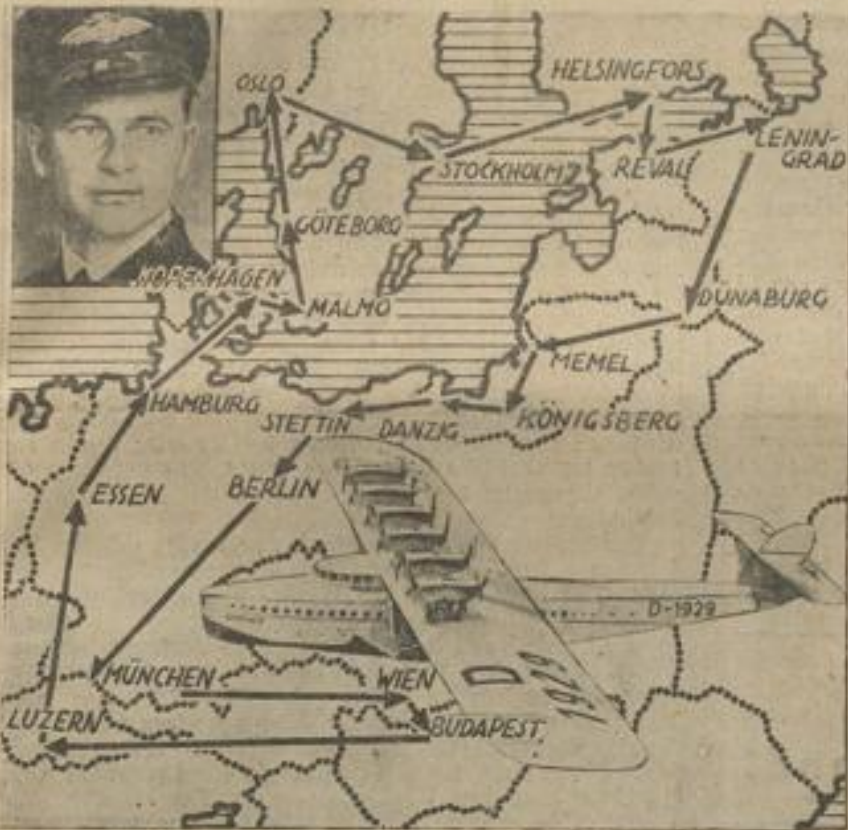 OSLO
HELSINGFORS
STOCKHOLM
REVAL
LENIN-
GRAD
GÖTEBORG
KOPENHAGEN
MALMÖ
DÜNABURG
MEMEL
HAMBURG
STETTIN
DANZIG
KÖNIGSBERG
ESSEN
BERLIN
D-1929
MÜNCHEN
WIEN
D 1929
LUZERN
BUDAPEST